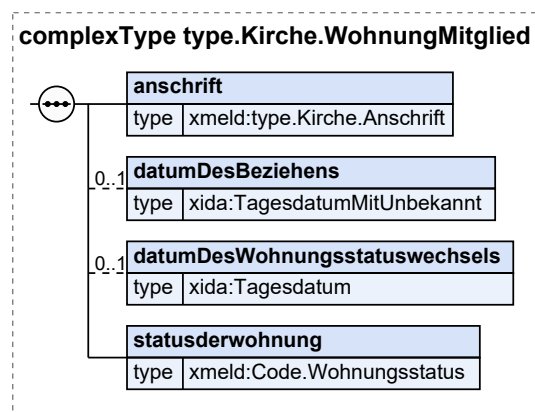 complexType type.Kirche.WohnungMitglied
anschrift
type xmeld:type.Kirche.Anschrift
0..1
datumDesBeziehens
type xida:TagesdatumMitUnbekannt
0..1
datumDesWohnungsstatuswechsels
type xida:Tagesdatum
statusderwohnung
type xmeld:Code.Wohnungsstatus